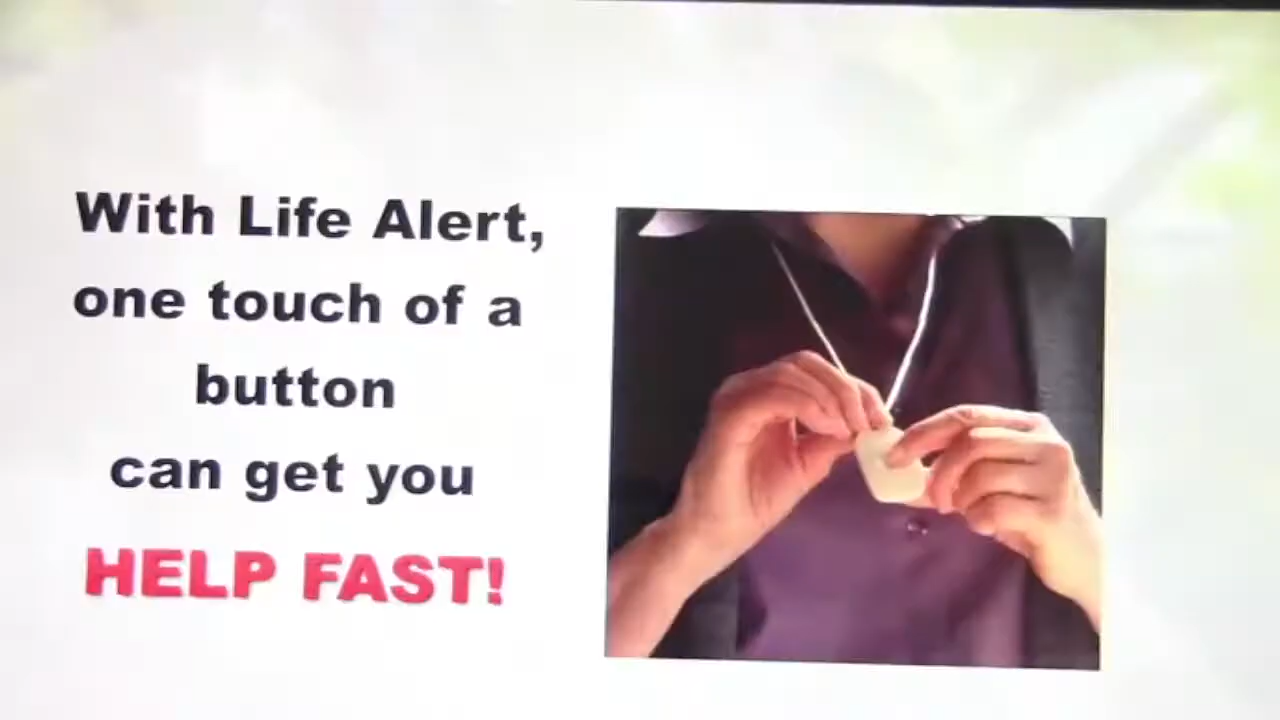 With Life Alert,
one touch of a
button
can get you
HELP FAST!